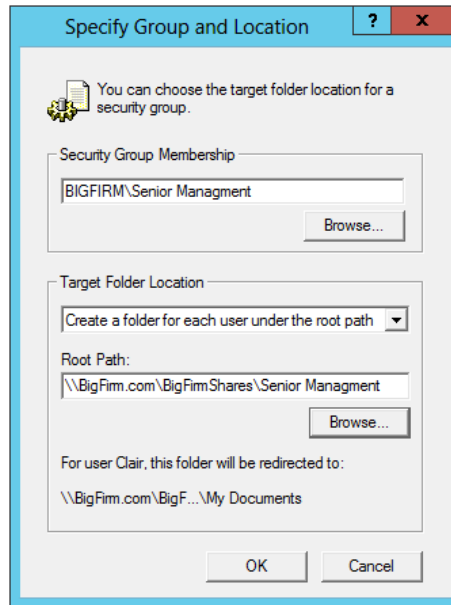 Specify Group and Location
? x
You can choose the target folder location for a
security group.
Security Group Membership
BIGFIRM\Senior Managment
Browse...
Target Folder Location
Create a folder for each user under the root path
Root Path:
\\BigFirm.com\BigFirmShares\Senior Managment
Browse...
For user Clair, this folder will be redirected to:
\\BigFirm.com\BigF...\My Documents
OK Cancel